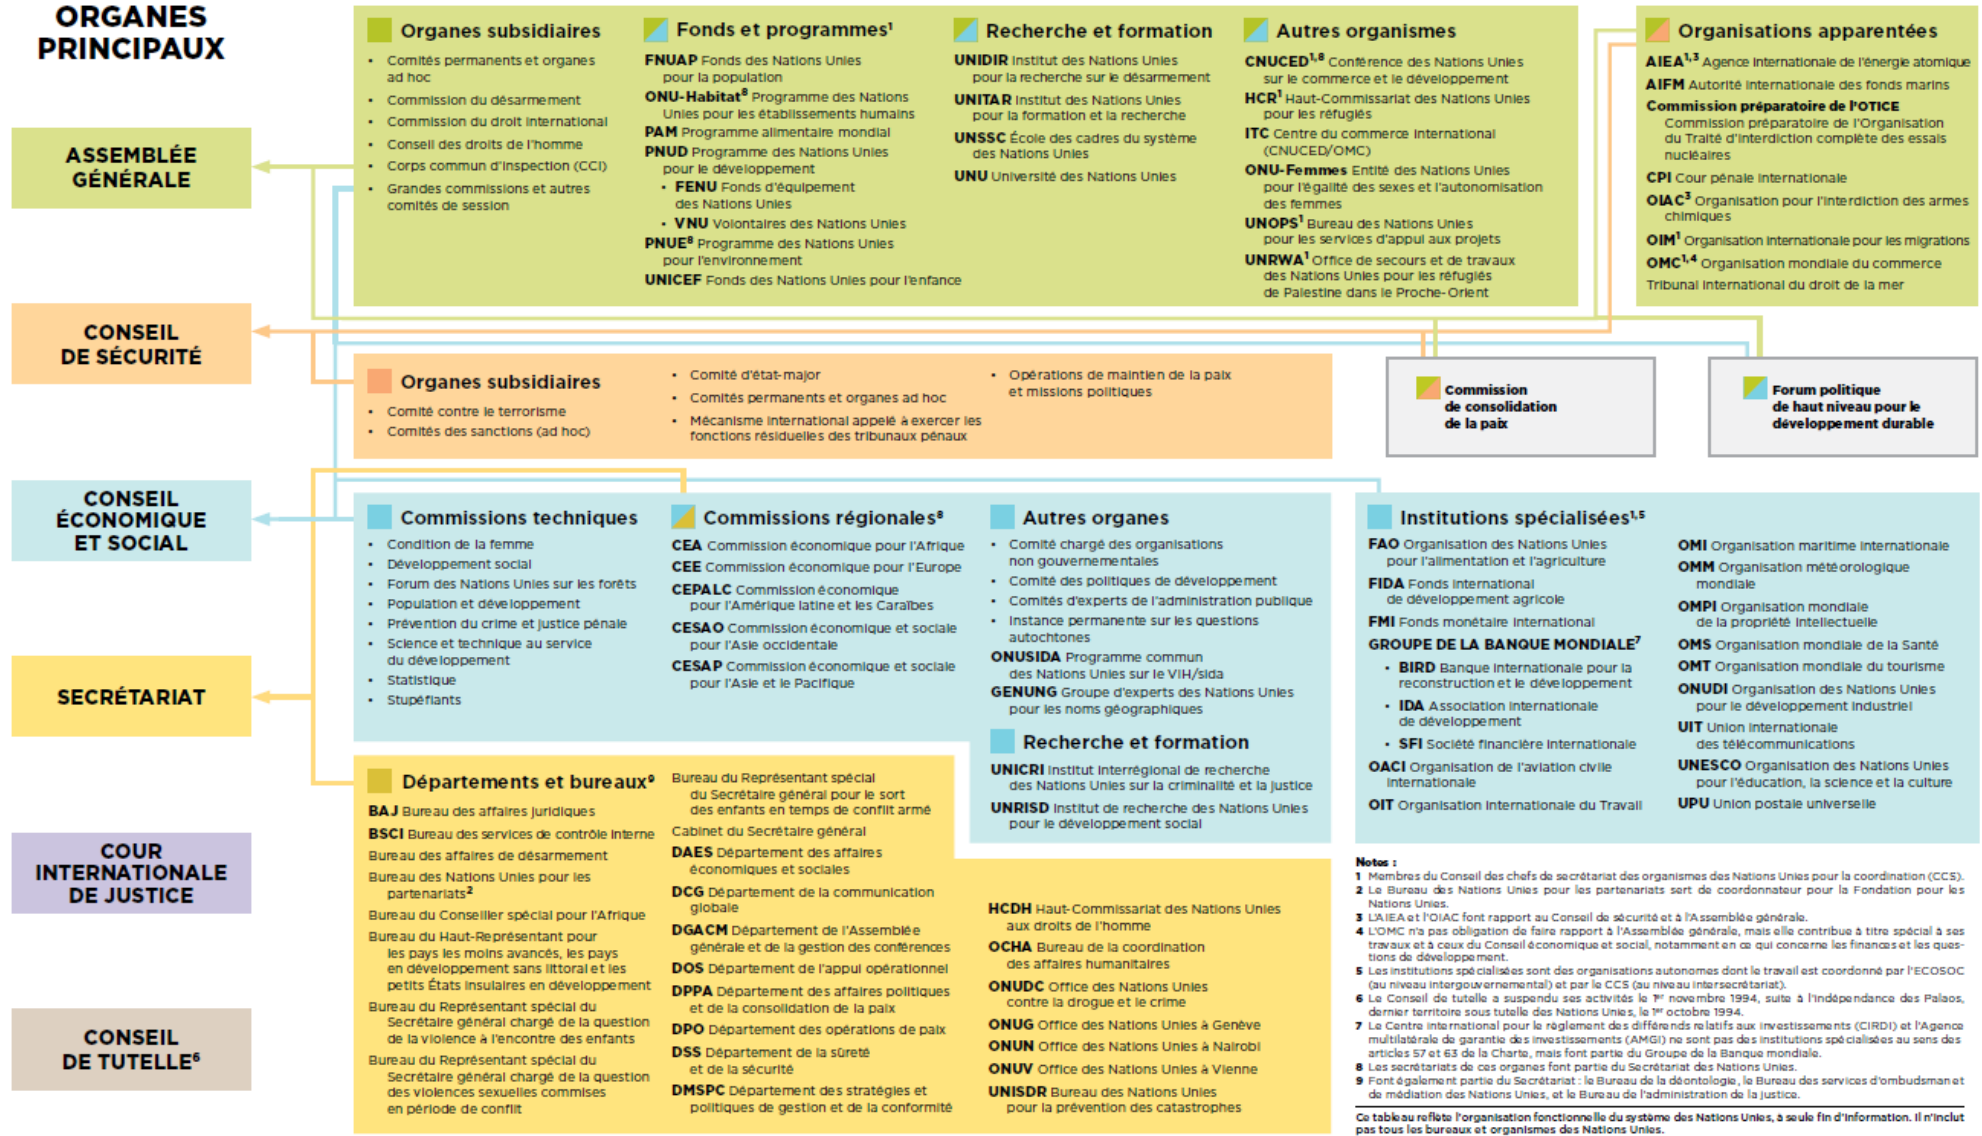 ORGANES
PRINCIPAUX
ASSEMBLÉE
GÉNÉRALE
CONSEIL
DE SÉCURITÉ
CONSEIL
ÉCONOMIQUE
ET SOCIAL
SECRÉTARIAT
COUR
INTERNATIONALE
DE JUSTICE
CONSEIL
DE TUTELLE⁶
Organes subsidiaires
• Comités permanents et organes
ad hoc
• Commission du désarmement
• Commission du droit international
• Conseil des droits de l'homme
• Corps commun d'inspection (CCI)
• Grandes commissions et autres
comités de session
Fonds et programmes¹
FNUAP Fonds des Nations Unies
pour la population
ONU-Habitat⁸ Programme des Nations
Unies pour les établissements humains
PAM Programme alimentaire mondial
PNUD Programme des Nations Unies
pour le développement
• FENU Fonds d'équipement
des Nations Unies
• VNU Volontaires des Nations Unies
PNUE⁸ Programme des Nations Unies
pour l'environnement
UNICEF Fonds des Nations Unies pour l'enfance
Recherche et formation
UNIDIR Institut des Nations Unies
pour la recherche sur le désarmement
UNITAR Institut des Nations Unies
pour la formation et la recherche
UNSSC École des cadres du système
des Nations Unies
UNU Université des Nations Unies
Autres organismes
CNUCED¹,⁸ Conférence des Nations Unies
sur le commerce et le développement
HCR¹ Haut-Commissariat des Nations Unies
pour les réfugiés
ITC Centre du commerce international
(CNUCED/OMC)
ONU-Femmes Entité des Nations Unies
pour l'égalité des sexes et l'autonomisation
des femmes
UNOPS¹ Bureau des Nations Unies
pour les services d'appui aux projets
UNRWA¹ Office de secours et de travaux
des Nations Unies pour les réfugiés
de Palestine dans le Proche-Orient
Organisations apparentées
AIEA¹,³ Agence internationale de l'énergie atomique
AIFM Autorité internationale des fonds marins
Commission préparatoire de l'OTICE
Commission préparatoire de l'Organisation
du Traité d'interdiction complète des essais
nucléaires
CPI Cour pénale internationale
OIAC³ Organisation pour l'interdiction des armes
chimiques
OIM¹ Organisation internationale pour les migrations
OMC¹,⁴ Organisation mondiale du commerce
Tribunal international du droit de la mer
Organes subsidiaires
• Comité contre le terrorisme
• Comités des sanctions (ad hoc)
• Comité d'état-major
• Comités permanents et organes ad hoc
• Mécanisme international appelé à exercer les
fonctions résiduelles des tribunaux pénaux
• Opérations de maintien de la paix
et missions politiques
Commission
de consolidation
de la paix
Forum politique
de haut niveau pour le
développement durable
Commissions techniques
• Condition de la femme
• Développement social
• Forum des Nations Unies sur les forêts
• Population et développement
• Prévention du crime et justice pénale
• Science et technique au service
du développement
• Statistique
• Stupéfiants
Commissions régionales⁸
CEA Commission économique pour l'Afrique
CEE Commission économique pour l'Europe
CEPALC Commission économique
pour l'Amérique latine et les Caraïbes
CESAO Commission économique et sociale
pour l'Asie occidentale
CESAP Commission économique et sociale
pour l'Asie et le Pacifique
Autres organes
• Comité chargé des organisations
non gouvernementales
• Comité des politiques de développement
• Comités d'experts de l'administration publique
• Instance permanente sur les questions
autochtones
ONUSIDA Programme commun
des Nations Unies sur le VIH/sida
GENUNG Groupe d'experts des Nations Unies
pour les noms géographiques
Recherche et formation
UNICRI Institut interrégional de recherche
des Nations Unies sur la criminalité et la justice
UNRISD Institut de recherche des Nations Unies
pour le développement social
Institutions spécialisées¹,⁵
FAO Organisation des Nations Unies
pour l'alimentation et l'agriculture
FIDA Fonds international
de développement agricole
FMI Fonds monétaire international
GROUPE DE LA BANQUE MONDIALE⁷
• BIRD Banque internationale pour la
reconstruction et le développement
• IDA Association internationale
de développement
• SFI Société financière internationale
OACI Organisation de l'aviation civile
internationale
OIT Organisation internationale du Travail
OMI Organisation maritime internationale
OMM Organisation météorologique
mondiale
OMPI Organisation mondiale
de la propriété intellectuelle
OMS Organisation mondiale de la Santé
OMT Organisation mondiale du tourisme
ONUDI Organisation des Nations Unies
pour le développement industriel
UIT Union internationale
des télécommunications
UNESCO Organisation des Nations Unies
pour l'éducation, la science et la culture
UPU Union postale universelle
Départements et bureaux⁹
BAJ Bureau des affaires juridiques
BSCI Bureau des services de contrôle interne
Bureau des affaires de désarmement
Bureau des Nations Unies pour les
partenariats²
Bureau du Conseiller spécial pour l'Afrique
Bureau du Haut-Représentant pour
les pays les moins avancés, les pays
en développement sans littoral et les
petits États insulaires en développement
Bureau du Représentant spécial du
Secrétaire général chargé de la question
de la violence à l'encontre des enfants
Bureau du Représentant spécial du
Secrétaire général chargé de la question
des violences sexuelles commises
en période de conflit
Bureau du Représentant spécial
du Secrétaire général pour le sort
des enfants en temps de conflit armé
Cabinet du Secrétaire général
DAES Département des affaires
économiques et sociales
DCG Département de la communication
globale
DGACM Département de l'Assemblée
générale et de la gestion des conférences
DOS Département de l'appui opérationnel
DPPA Département des affaires politiques
et de la consolidation de la paix
DPO Département des opérations de paix
DSS Département de la sûreté
et de la sécurité
DMSPC Département des stratégies et
politiques de gestion et de la conformité
HCDH Haut-Commissariat des Nations Unies
aux droits de l'homme
OCHA Bureau de la coordination
des affaires humanitaires
ONUDC Office des Nations Unies
contre la drogue et le crime
ONUG Office des Nations Unies à Genève
ONUN Office des Nations Unies à Nairobi
ONUV Office des Nations Unies à Vienne
UNISDR Bureau des Nations Unies
pour la prévention des catastrophes
Notes :
1 Membres du Conseil des chefs de secrétariat des organismes des Nations Unies pour la coordination (CCS).
2 Le Bureau des Nations Unies pour les partenariats sert de coordonnateur pour la Fondation pour les
Nations Unies.
3 L'AIEA et l'OIAC font rapport au Conseil de sécurité et à l'Assemblée générale.
4 L'OMC n'a pas obligation de faire rapport à l'Assemblée générale, mais elle contribue à titre spécial à ses
travaux et à ceux du Conseil économique et social, notamment en ce qui concerne les finances et les ques-
tions de développement.
5 Les institutions spécialisées sont des organisations autonomes dont le travail est coordonné par l'ECOSOC
(au niveau intergouvernemental) et par le CCS (au niveau intersecrétariat).
6 Le Conseil de tutelle a suspendu ses activités le 1er novembre 1994, suite à l'indépendance des Palaos,
dernier territoire sous tutelle des Nations Unies, le 1er octobre 1994.
7 Le Centre international pour le règlement des différends relatifs aux investissements (CIRDI) et l'Agence
multilatérale de garantie des investissements (AMGI) ne sont pas des institutions spécialisées au sens des
articles 57 et 63 de la Charte, mais font partie du Groupe de la Banque mondiale.
8 Les secrétariats de ces organes font partie du Secrétariat des Nations Unies.
9 Font également partie du Secrétariat : le Bureau de la déontologie, le Bureau des services d'ombudsman et
de médiation des Nations Unies, et le Bureau de l'administration de la justice.
Ce tableau reflète l'organisation fonctionnelle du système des Nations Unies, à seule fin d'information. Il n'inclut
pas tous les bureaux et organismes des Nations Unies.